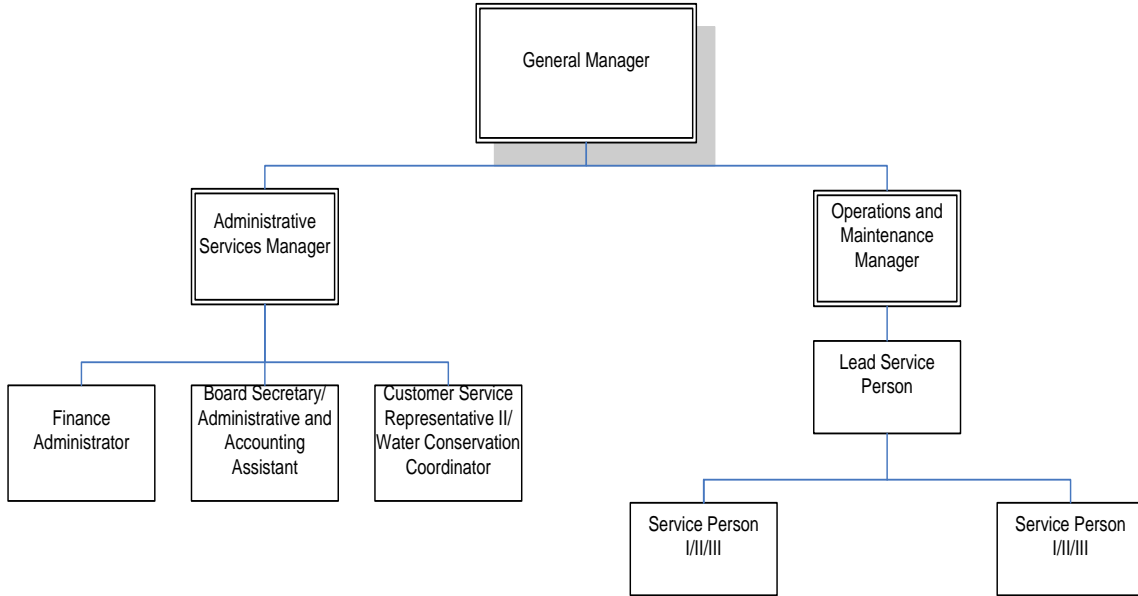 General Manager
Administrative
Services Manager
Operations and
Maintenance
Manager
Lead Service
Person
Finance
Administrator
Board Secretary/
Administrative and
Accounting
Assistant
Customer Service
Representative II/
Water Conservation
Coordinator
Service Person
I/II/III
Service Person
I/II/III